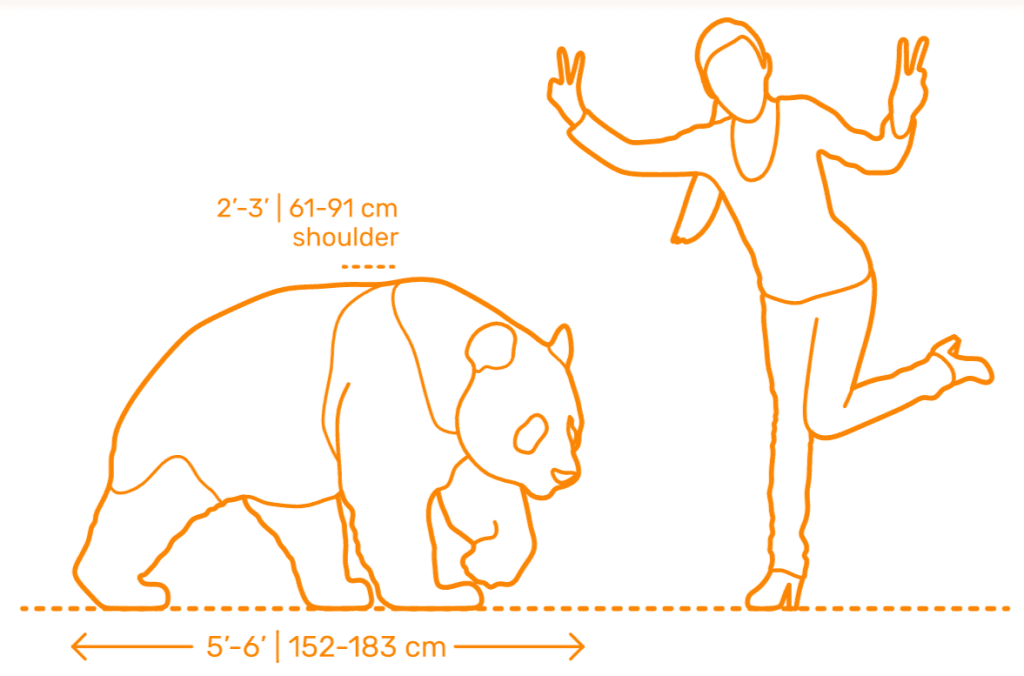 2′-3′ | 61-91 cm
shoulder
5′-6′ | 152-183 cm